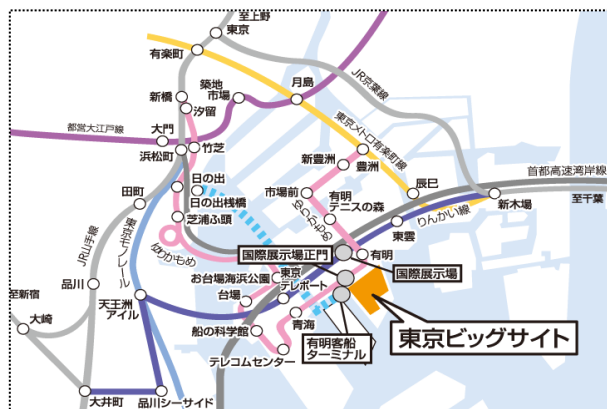 至上野
東京
有楽町
JR京葉線
築地
市場
月島
新橋
汐留
都営大江戸線
大門
竹芝
浜松町
東京メトロ有楽町線
新豊洲
豊洲
日の出
日の出桟橋
市場前
辰巳
首都高速湾岸線
至千葉
新木場
田町
芝浦ふ頭
有明
テニスの森
ゆりかもめ
りんかい線
東雲
東京モノレール
ゆりかもめ
国際展示場正門
有明
国際展示場
JR山手線
お台場海浜公園
東京
テレポート
品川
至新宿
天王洲
アイル
台場
青海
大崎
船の科学館
有明客船
ターミナル
東京ビッグサイト
テレコムセンター
大井町
品川シーサイド